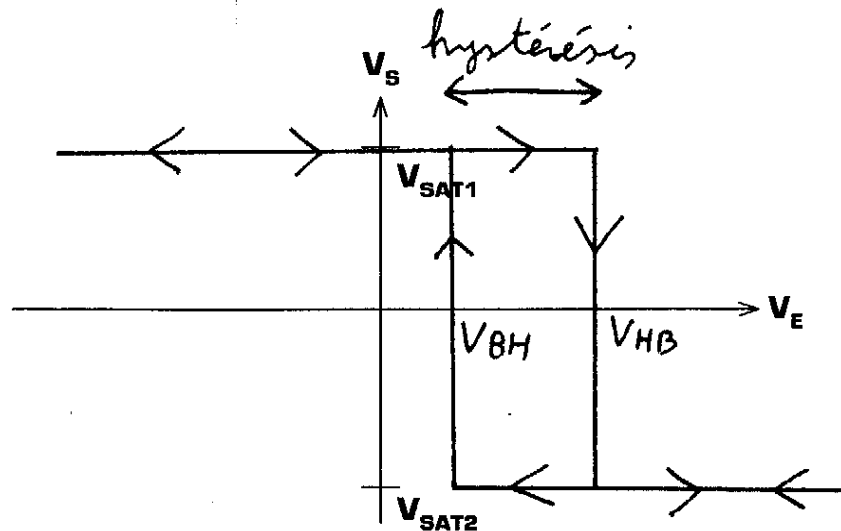 hystérésis
V_S
V_SAT1
V_E
V_BH
V_HB
V_SAT2